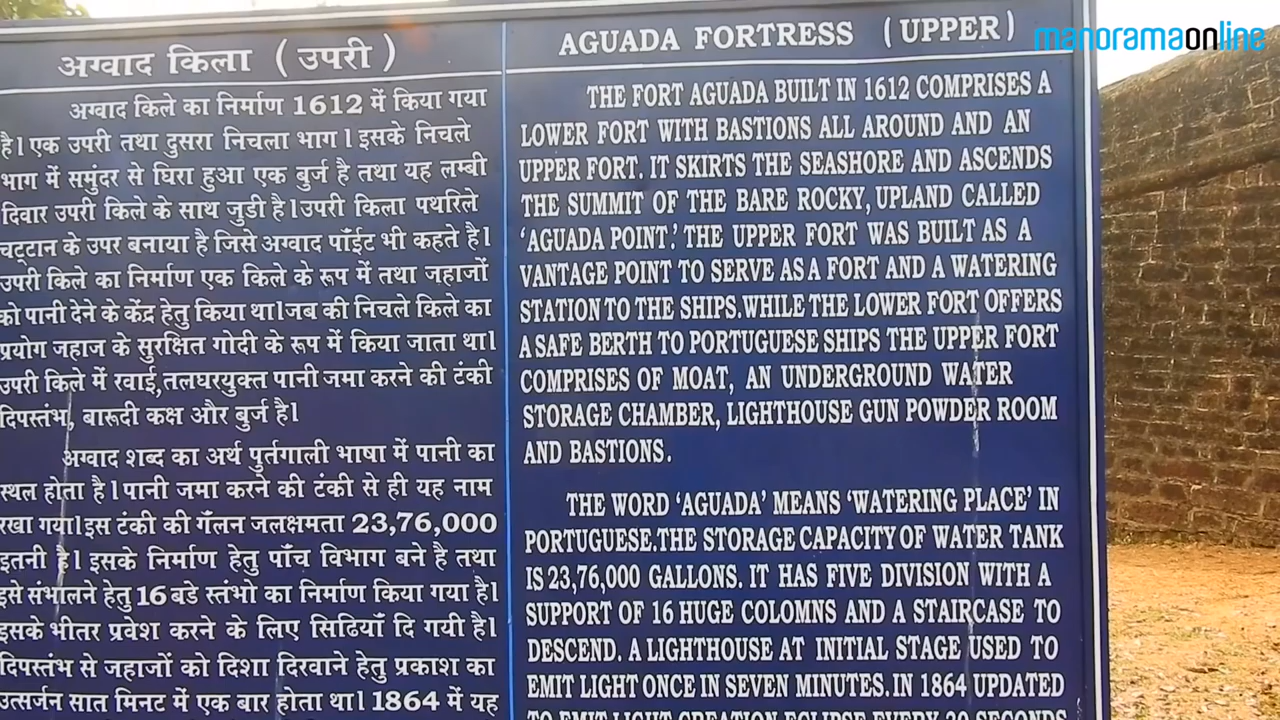 अग्वाद किला ( उपरी )
अग्वाद किले का निर्माण 1612 में किया गया
है। एक उपरी तथा दुसरा निचला भाग। इसके निचले
भाग में समुंदर से घिरा हुआ एक बुर्ज है तथा यह लम्बी
दिवार उपरी किले के साथ जुडी है। उपरी किला पथरिले
चट्टान के उपर बनाया है जिसे अग्वाद पॉईंट भी कहते है।
उपरी किले का निर्माण एक किले के रूप में तथा जहाजों
को पानी देने के केंद्र हेतु किया था। जब की निचले किले का
प्रयोग जहाज के सुरक्षित गोदी के रूप में किया जाता था।
उपरी किले में खाई,तलघरयुक्त पानी जमा करने की टंकी
दिपस्तंभ, बारूदी कक्ष और बुर्ज है।
अग्वाद शब्द का अर्थ पुर्तगाली भाषा में पानी का
स्थल होता है। पानी जमा करने की टंकी से ही यह नाम
रखा गया। इस टंकी की गॅलन जलक्षमता 23,76,000
इतनी है। इसके निर्माण हेतु पाँच विभाग बने है तथा
इसे संभालने हेतु 16 बडे स्तंभो का निर्माण किया गया है।
इसके भीतर प्रवेश करने के लिए सिढियाँ दि गयी है।
दिपस्तंभ से जहाजों को दिशा दिखाने हेतु प्रकाश का
उत्सर्जन सात मिनट में एक बार होता था। 1864 में यह
AGUADA FORTRESS (UPPER)
THE FORT AGUADA BUILT IN 1612 COMPRISES A
LOWER FORT WITH BASTIONS ALL AROUND AND AN
UPPER FORT. IT SKIRTS THE SEASHORE AND ASCENDS
THE SUMMIT OF THE BARE ROCKY, UPLAND CALLED
'AGUADA POINT.' THE UPPER FORT WAS BUILT AS A
VANTAGE POINT TO SERVE AS A FORT AND A WATERING
STATION TO THE SHIPS. WHILE THE LOWER FORT OFFERS
A SAFE BERTH TO PORTUGUESE SHIPS THE UPPER FORT
COMPRISES OF MOAT, AN UNDERGROUND WATER
STORAGE CHAMBER, LIGHTHOUSE GUN POWDER ROOM
AND BASTIONS.
THE WORD 'AGUADA' MEANS 'WATERING PLACE' IN
PORTUGUESE. THE STORAGE CAPACITY OF WATER TANK
IS 23,76,000 GALLONS. IT HAS FIVE DIVISION WITH A
SUPPORT OF 16 HUGE COLOMNS AND A STAIRCASE TO
DESCEND. A LIGHTHOUSE AT INITIAL STAGE USED TO
EMIT LIGHT ONCE IN SEVEN MINUTES. IN 1864 UPDATED
TO EMIT LIGHT CREATION ECLIPSE EVERY 30 SECONDS
manoramaonline